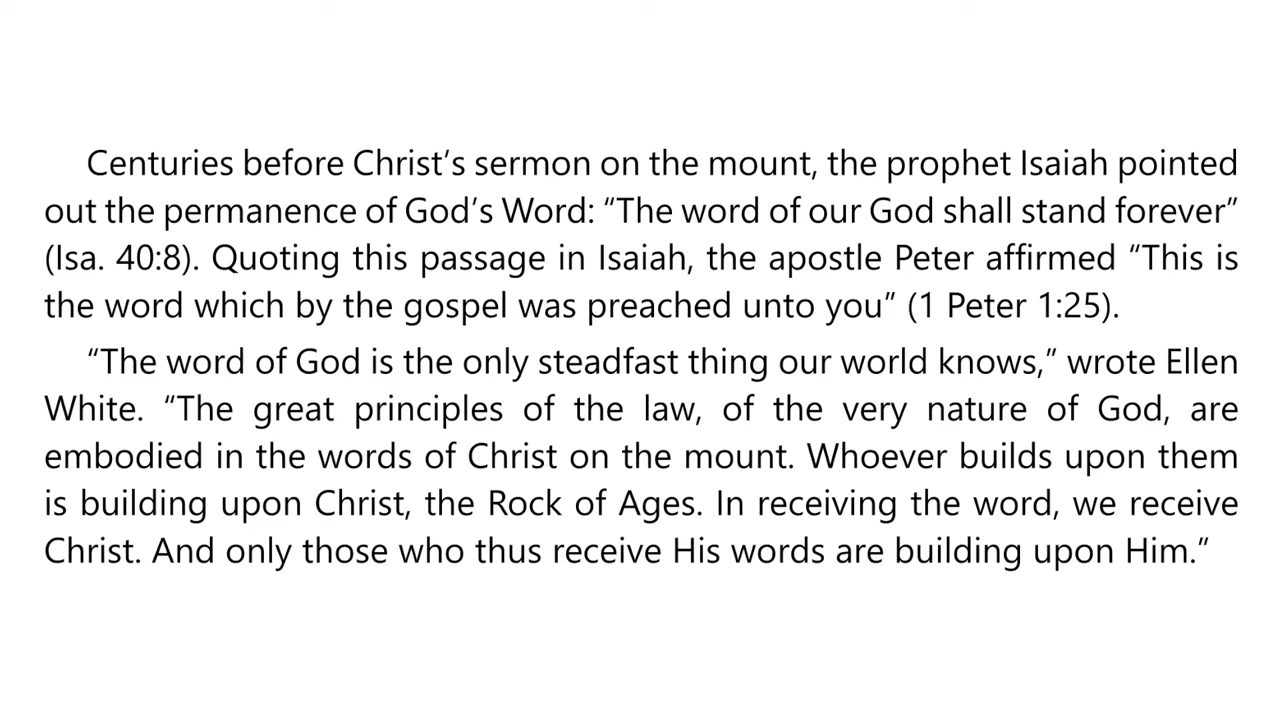 Centuries before Christ’s sermon on the mount, the prophet Isaiah pointed
out the permanence of God’s Word: “The word of our God shall stand forever”
(Isa. 40:8). Quoting this passage in Isaiah, the apostle Peter affirmed “This is
the word which by the gospel was preached unto you” (1 Peter 1:25).
“The word of God is the only steadfast thing our world knows,” wrote Ellen
White. “The great principles of the law, of the very nature of God, are
embodied in the words of Christ on the mount. Whoever builds upon them
is building upon Christ, the Rock of Ages. In receiving the word, we receive
Christ. And only those who thus receive His words are building upon Him.”